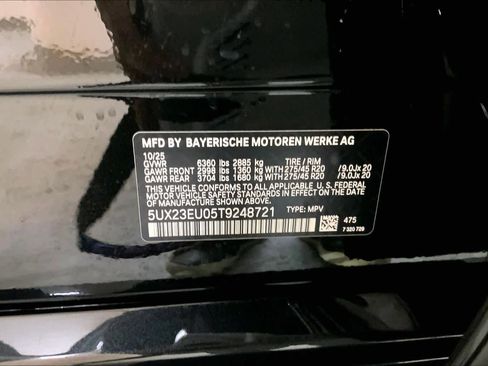 MFD BY BAYERISCHE MOTOREN WERKE AG
10/25
GVWR 6360 lbs 2885 kg TIRE / RIM
GAWR FRONT 2998 lbs 1360 kg WITH 275/45 R20 /9.0Jx 20
GAWR REAR 3704 lbs 1680 kg WITH 275/45 R20 /9.0Jx 20
THIS VEHICLE CONFORMS TO ALL APPLICABLE
U.S. FEDERAL MOTOR VEHICLE SAFETY
STANDARDS IN EFFECT ON THE DATE OF
MANUFACTURE SHOWN ABOVE.
5UX23EU05T9248721 TYPE: MPV
475
7 320 729